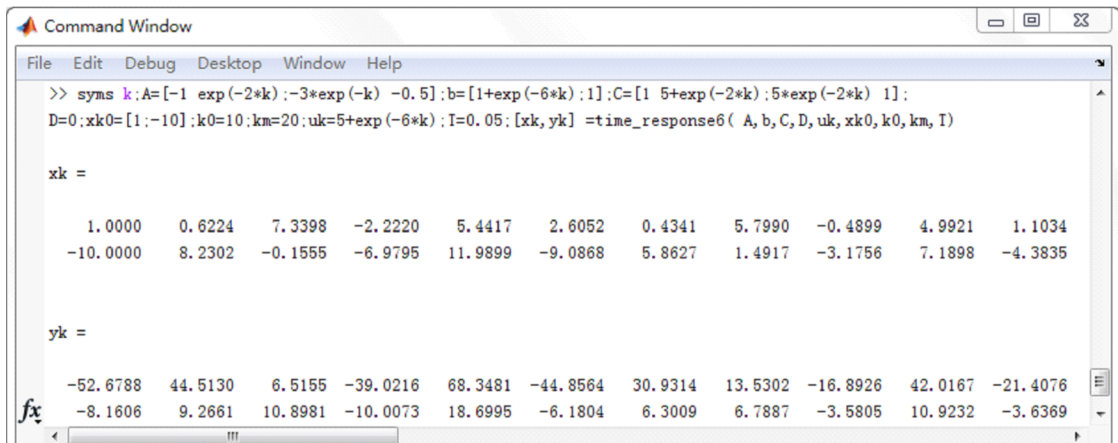 Command Window
File Edit Debug Desktop Window Help
>> syms k;A=[-1 exp(-2*k);-3*exp(-k) -0.5];b=[1+exp(-6*k);1];C=[1 5+exp(-2*k);5*exp(-2*k) 1];
D=0;xk0=[1;-10];k0=10;km=20;uk=5+exp(-6*k);T=0.05;[xk,yk] =time_response6( A,b,C,D,uk,xk0,k0,km,T)
xk =
1.0000 0.6224 7.3398 -2.2220 5.4417 2.6052 0.4341 5.7990 -0.4899 4.9921 1.1034
-10.0000 8.2302 -0.1555 -6.9795 11.9899 -9.0868 5.8627 1.4917 -3.1756 7.1898 -4.3835
yk =
-52.6788 44.5130 6.5155 -39.0216 68.3481 -44.8564 30.9314 13.5302 -16.8926 42.0167 -21.4076
fx -8.1606 9.2661 10.8981 -10.0073 18.6995 -6.1804 6.3009 6.7887 -3.5805 10.9232 -3.6369